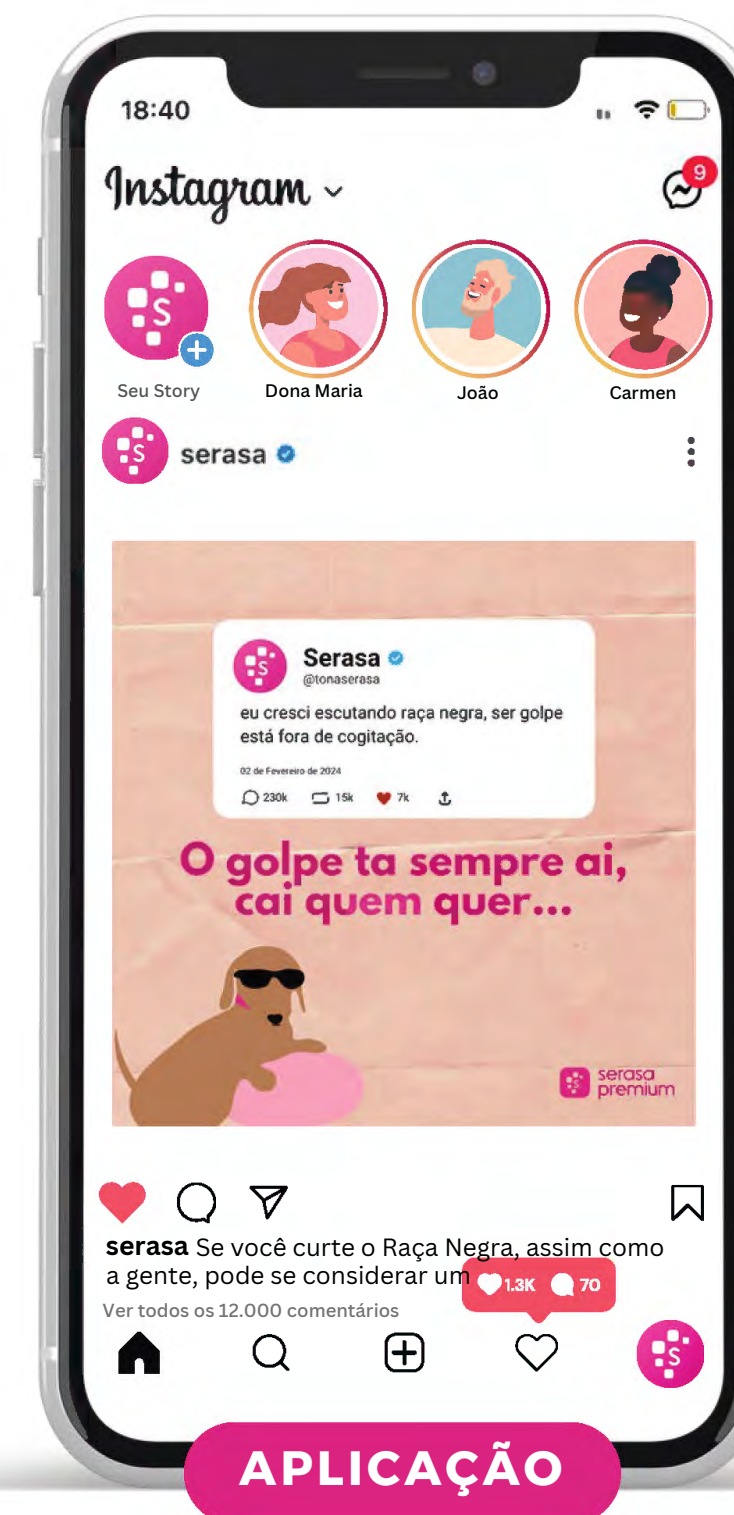 18:40
Instagram
9
Seu Story
Dona Maria
João
Carmen
serasa
S
Serasa
@tonaserasa
eu cresci escutando raça negra, ser golpe
está fora de cogitação.
02 de Fevereiro de 2024
230k 15k 7k
O golpe ta sempre ai,
cai quem quer...
serasa
premium
serasa Se você curte o Raça Negra, assim como
a gente, pode se considerar um
1.3K 70
Ver todos os 12.000 comentários
APLICAÇÃO